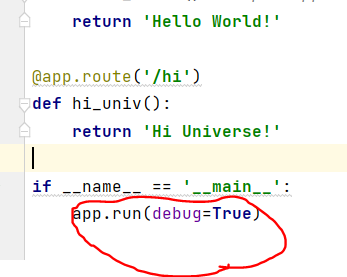 return 'Hello World!'
@app.route('/hi')
def hi_univ():
return 'Hi Universe!'
if __name__ == '__main__':
app.run(debug=True)